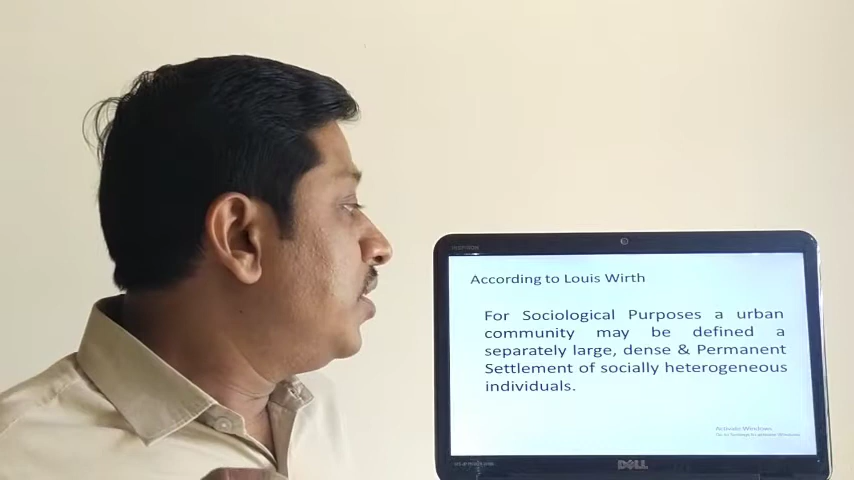 According to Louis Wirth
For Sociological Purposes a urban
community may be defined a
separately large, dense & Permanent
Settlement of socially heterogeneous
individuals.
Activate Windows
DELL